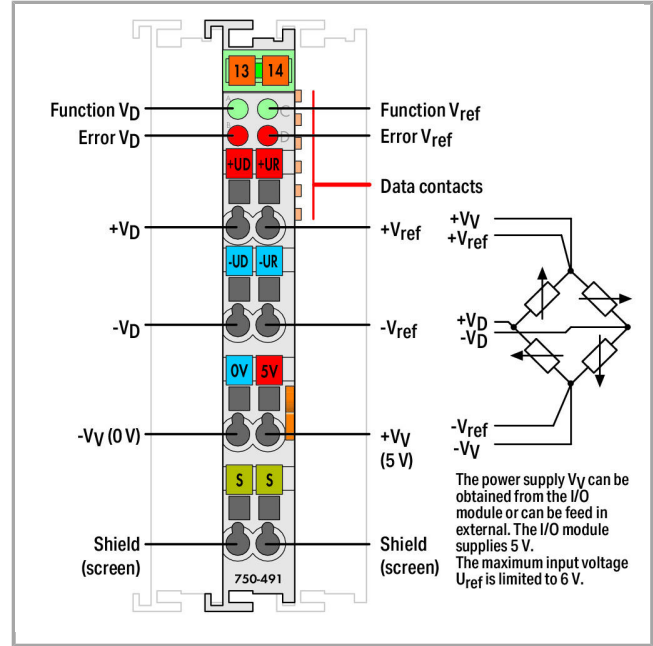 13 14
A C
Function VD
Function Vref
B D
Error VD
Error Vref
+UD +UR
Data contacts
+VD
+Vref
-UD -UR
-VD
-Vref
0V 5V
-VV (0 V)
+VV
(5 V)
S S
Shield
(screen)
Shield
(screen)
750-491
+VV
+Vref
+VD
-VD
-Vref
-VV
The power supply VV can be
obtained from the I/O
module or can be feed in
external. The I/O module
supplies 5 V.
The maximum input voltage
Uref is limited to 6 V.